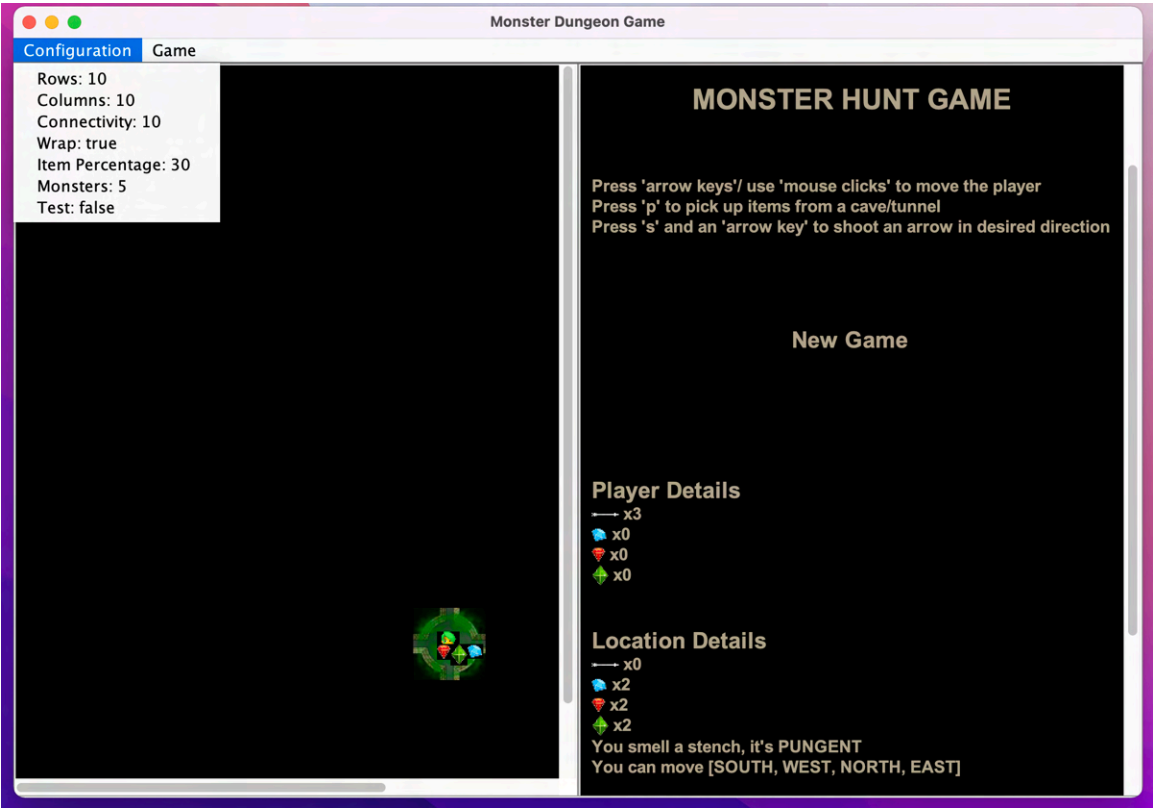 Monster Dungeon Game
Configuration Game
Rows: 10
Columns: 10
Connectivity: 10
Wrap: true
Item Percentage: 30
Monsters: 5
Test: false
MONSTER HUNT GAME
Press 'arrow keys'/ use 'mouse clicks' to move the player
Press 'p' to pick up items from a cave/tunnel
Press 's' and an 'arrow key' to shoot an arrow in desired direction
New Game
Player Details
x3
x0
x0
x0
Location Details
x0
x2
x2
x2
You smell a stench, it's PUNGENT
You can move [SOUTH, WEST, NORTH, EAST]